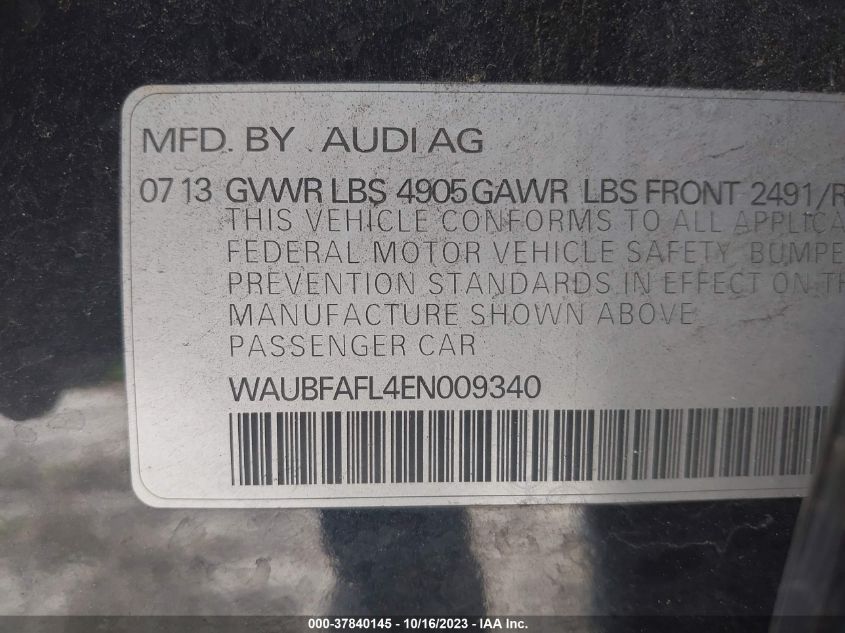 MFD. BY AUDI AG
07 13 GVWR LBS 4905 GAWR LBS FRONT 2491/R
THIS VEHICLE CONFORMS TO ALL APPLICA
FEDERAL MOTOR VEHICLE SAFETY, BUMPE
PREVENTION STANDARDS IN EFFECT ON TH
MANUFACTURE SHOWN ABOVE
PASSENGER CAR
WAUBFAFL4EN009340
000-37840145 - 10/16/2023 - IAA Inc.